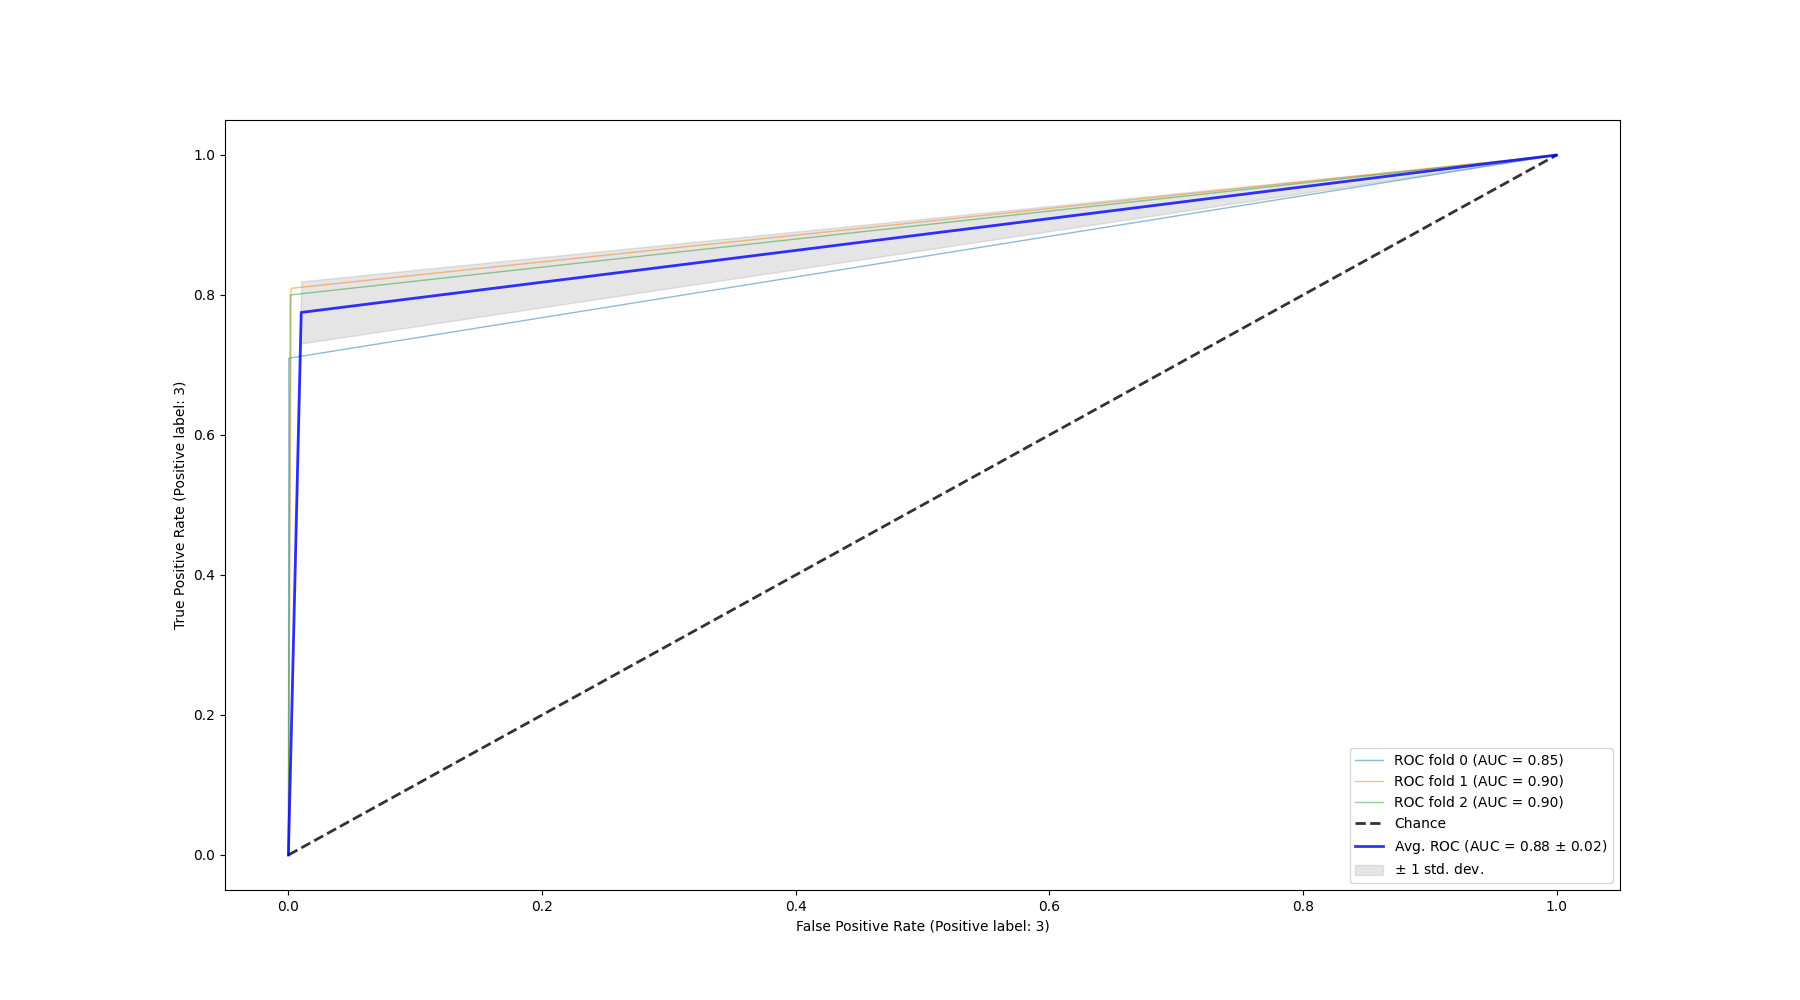 1.0
0.8
0.6
0.4
0.2
0.0
True Positive Rate (Positive label: 3)
ROC fold 0 (AUC = 0.85)
ROC fold 1 (AUC = 0.90)
ROC fold 2 (AUC = 0.90)
Chance
Avg. ROC (AUC = 0.88 ± 0.02)
± 1 std. dev.
0.0 0.2 0.4 0.6 0.8 1.0
False Positive Rate (Positive label: 3)